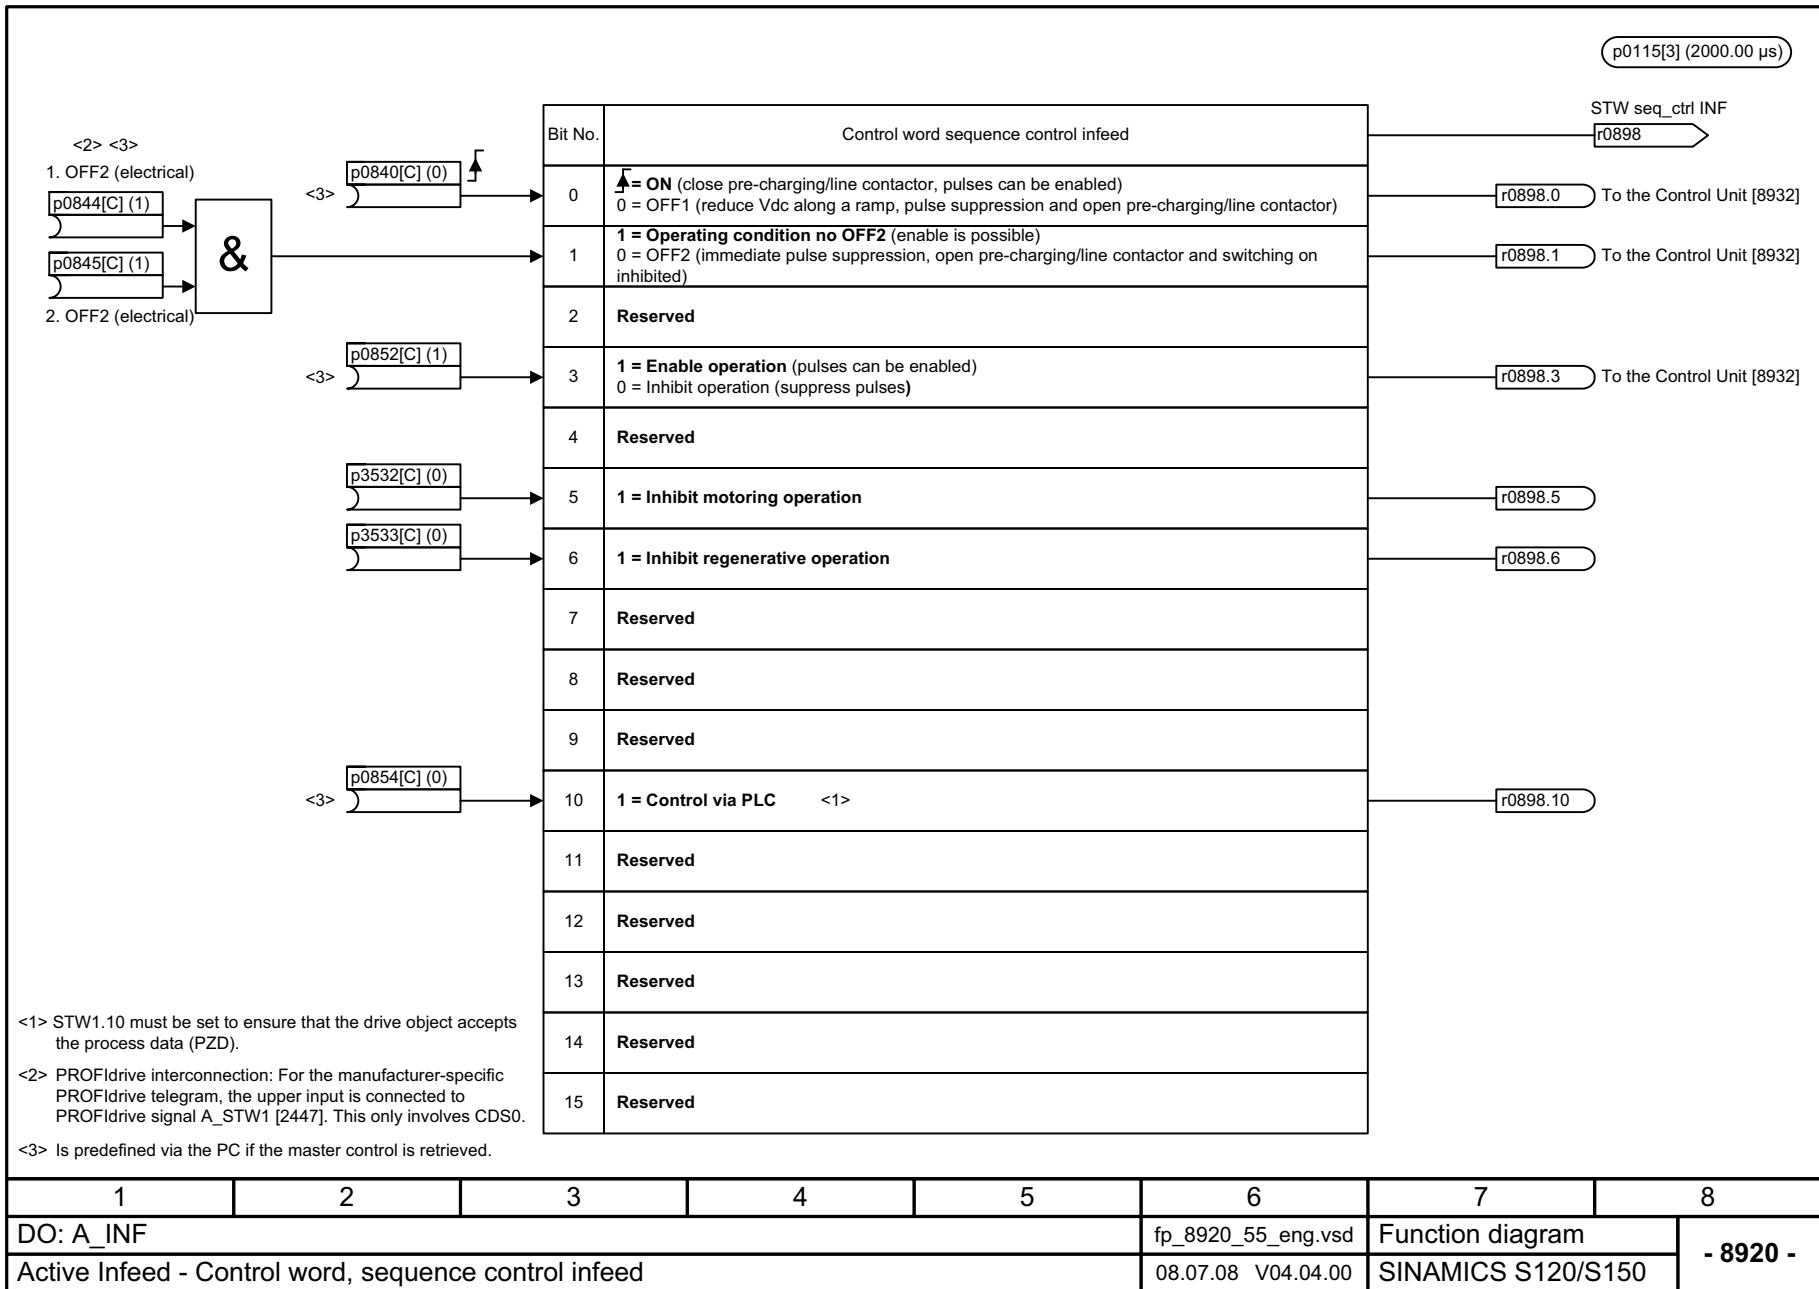 p0115[3] (2000.00 µs)
STW seq_ctrl INF
r0898
Bit No.
Control word sequence control infeed
<2> <3>
1. OFF2 (electrical)
p0844[C] (1)
&
p0845[C] (1)
2. OFF2 (electrical)
<3>
p0840[C] (0)
0
= ON (close pre-charging/line contactor, pulses can be enabled)
0 = OFF1 (reduce Vdc along a ramp, pulse suppression and open pre-charging/line contactor)
r0898.0
To the Control Unit [8932]
1
1 = Operating condition no OFF2 (enable is possible)
0 = OFF2 (immediate pulse suppression, open pre-charging/line contactor and switching on
inhibited)
r0898.1
To the Control Unit [8932]
2
Reserved
<3>
p0852[C] (1)
3
1 = Enable operation (pulses can be enabled)
0 = Inhibit operation (suppress pulses)
r0898.3
To the Control Unit [8932]
4
Reserved
p3532[C] (0)
5
1 = Inhibit motoring operation
r0898.5
p3533[C] (0)
6
1 = Inhibit regenerative operation
r0898.6
7
Reserved
8
Reserved
9
Reserved
<3>
p0854[C] (0)
10
1 = Control via PLC <1>
r0898.10
11
Reserved
12
Reserved
13
Reserved
14
Reserved
15
Reserved
<1> STW1.10 must be set to ensure that the drive object accepts
the process data (PZD).
<2> PROFIdrive interconnection: For the manufacturer-specific
PROFIdrive telegram, the upper input is connected to
PROFIdrive signal A_STW1 [2447]. This only involves CDS0.
<3> Is predefined via the PC if the master control is retrieved.
1 2 3 4 5 6 7 8
DO: A_INF
fp_8920_55_eng.vsd
Function diagram
- 8920 -
Active Infeed - Control word, sequence control infeed
08.07.08 V04.04.00
SINAMICS S120/S150